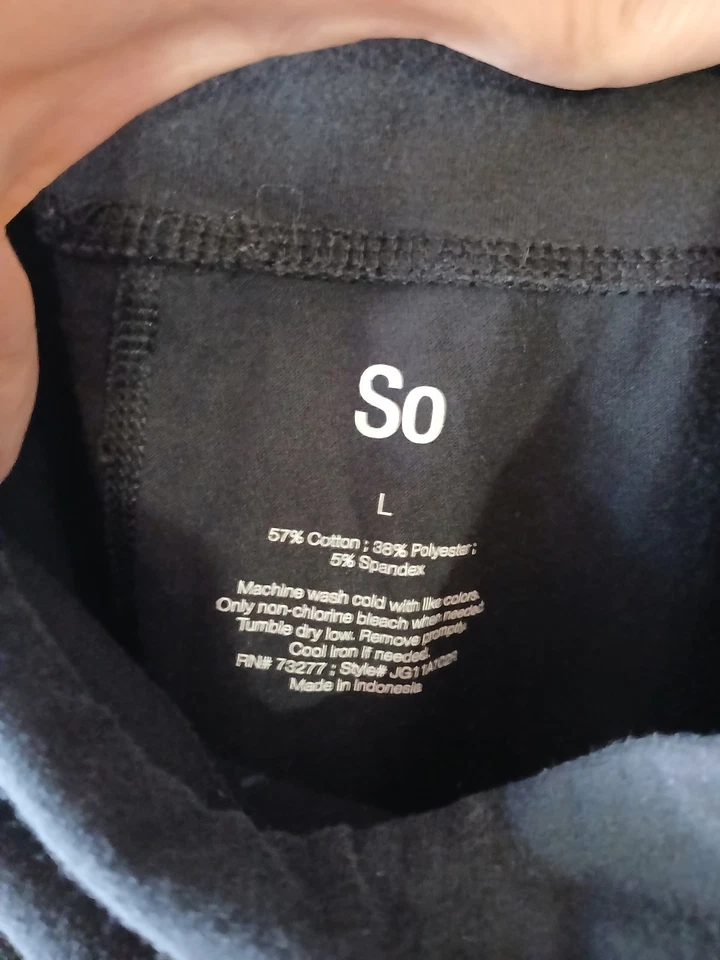 So
L
57% Cotton ; 38% Polyester ;
5% Spandex
Machine wash cold with like colors.
Only non-chlorine bleach when needed.
Tumble dry low. Remove promptly.
Cool iron if needed.
RN# 73277 ; Style#
Made in Indonesia